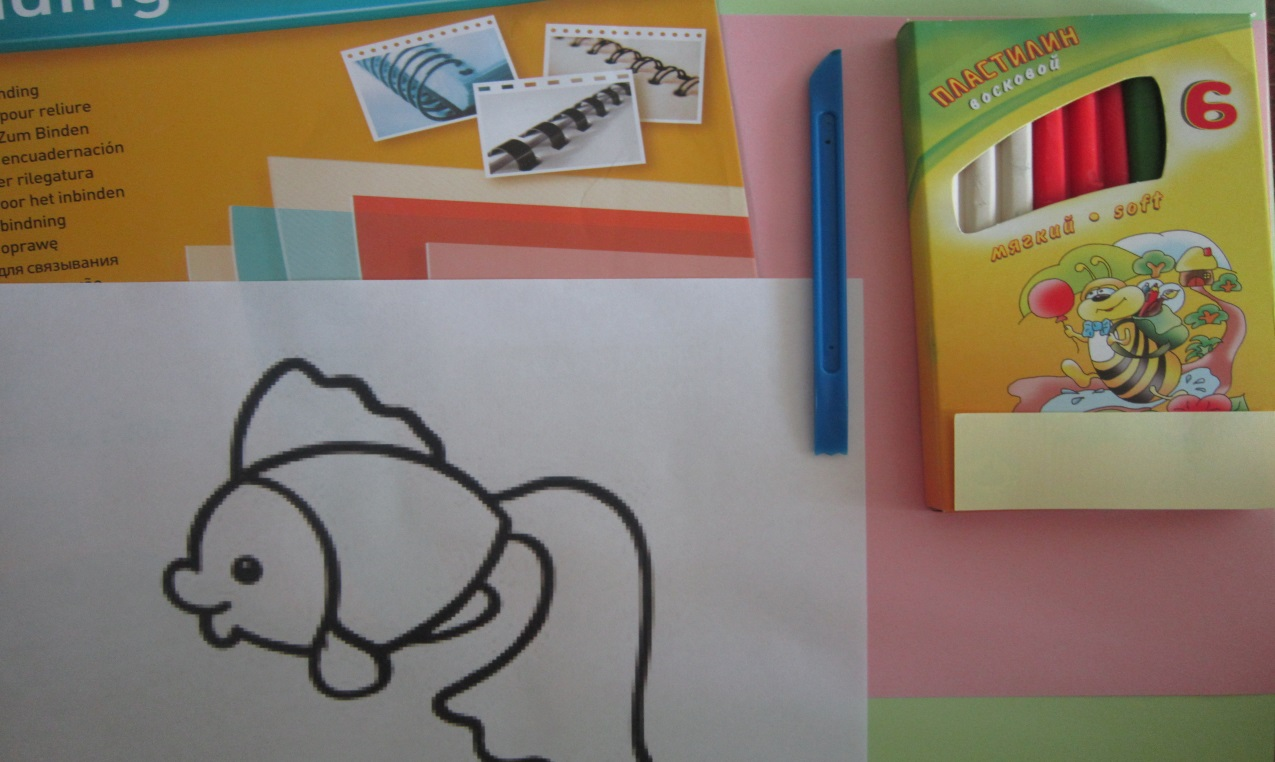 nding
pour reliure
Zum Binden
encuadernación
er rilegatura
oor het inbinden
bindning
oprawę
для связывания
ПЛАСТИЛИН
ВОСКОВОЙ
6
мягкий • soft